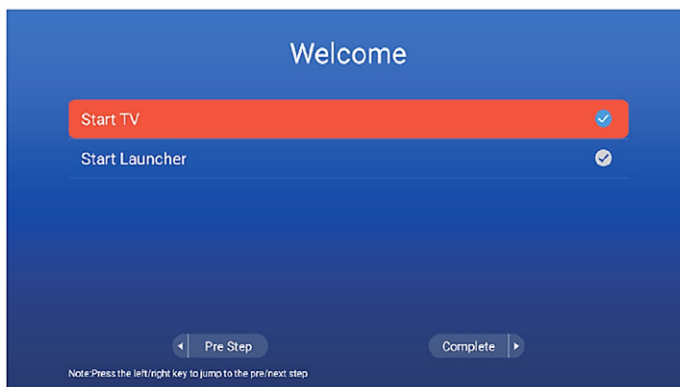 Welcome
Start TV
Start Launcher
Pre Step
Complete
Note:Press the left/right key to jump to the pre/next step